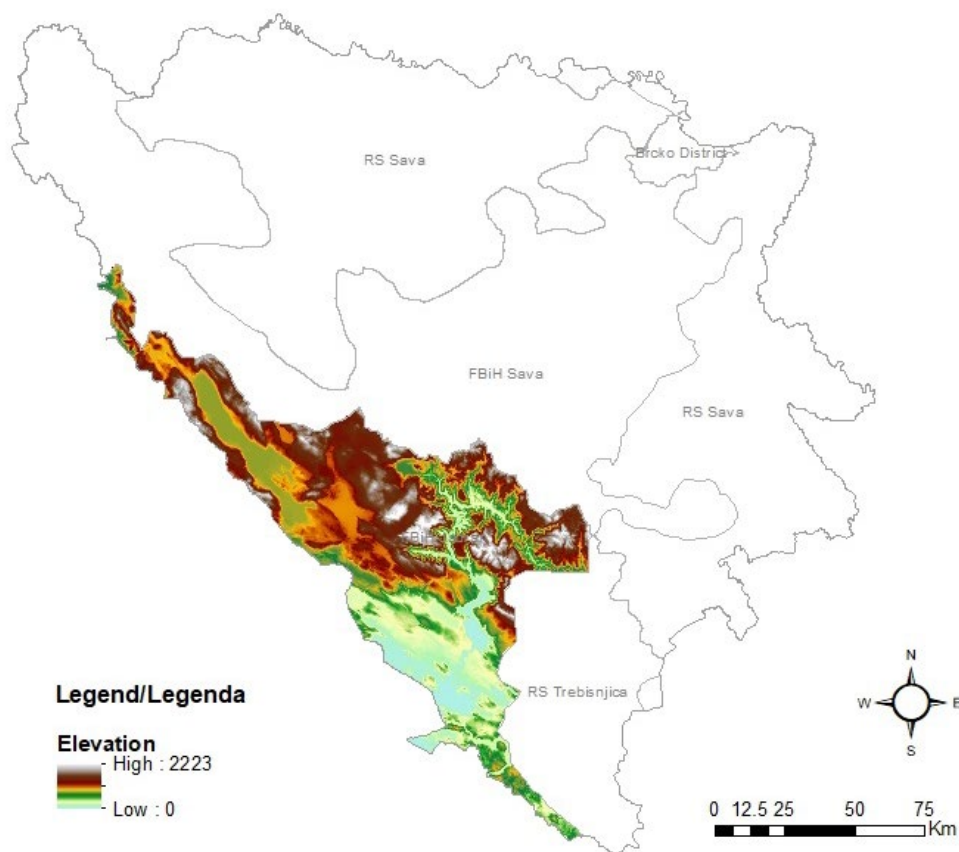 RS Sava
Brcko District
FBiH Sava
RS Sava
RS Trebisnjica
N
W E
S
Legend/Legenda
Elevation
High : 2223
Low : 0
0 12.5 25 50 75
Km